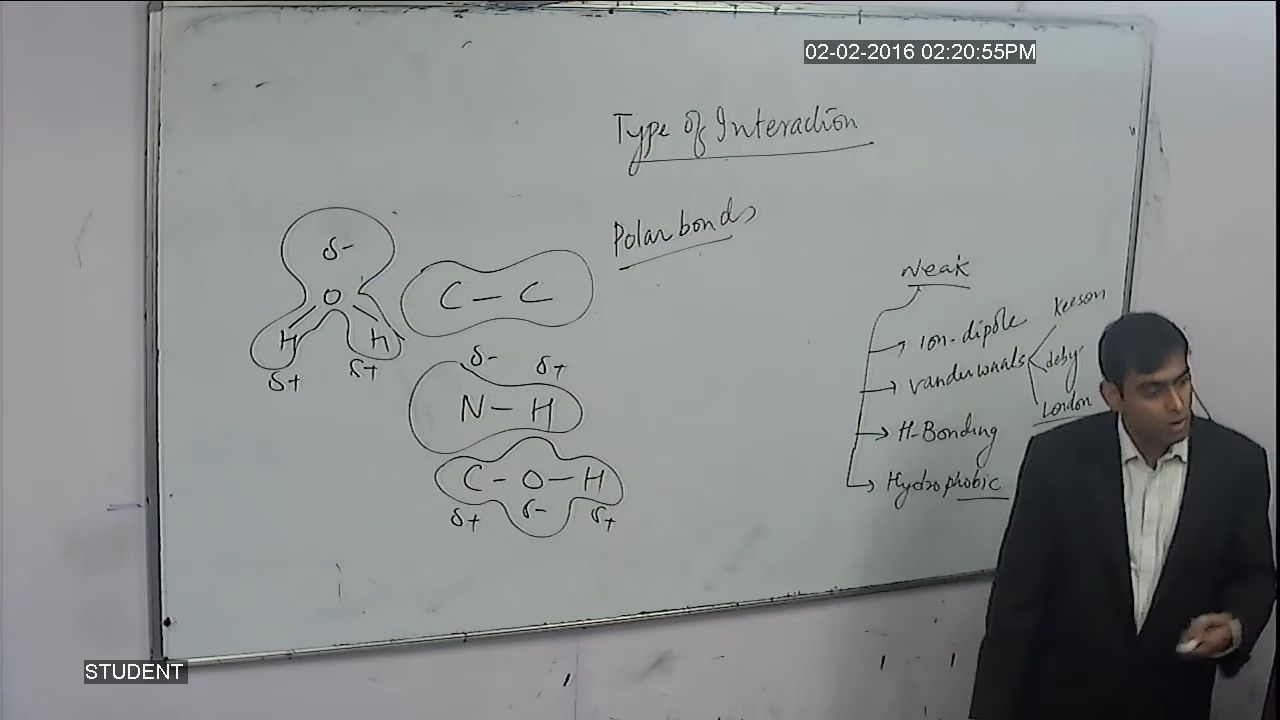 02-02-2016 02:20:55PM
Type of Interaction
Polar bonds
δ-
O
H H
δ+ δ+
C - C
δ- δ+
N - H
C - O - H
δ+ δ- δ+
Weak
Ion-dipole
vanderwaals
Keesom
deby
London
H-Bonding
Hydrophobic
STUDENT